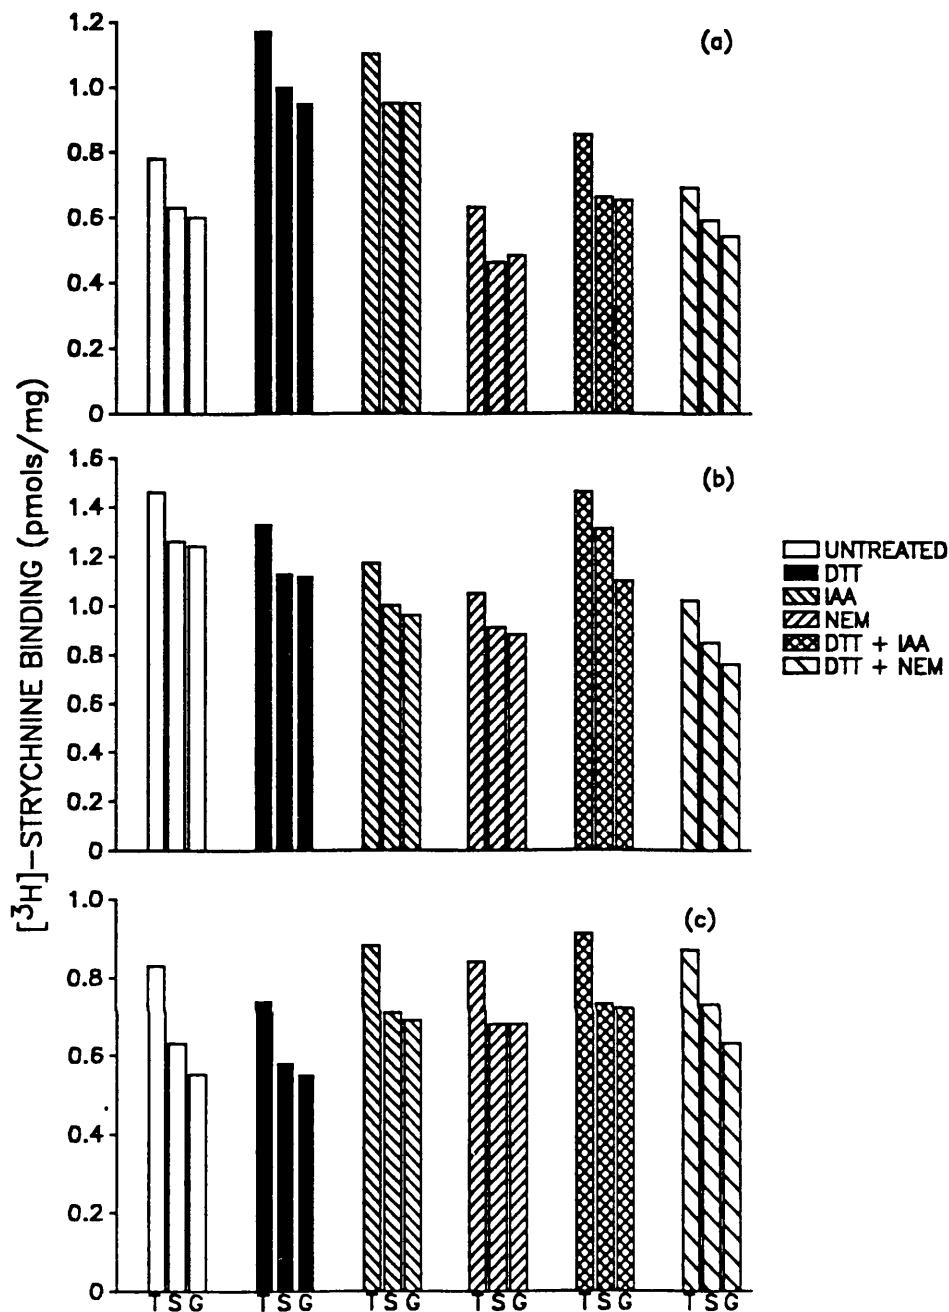 [³H]-STRYCHNINE BINDING (pmols/mg)
1.2
1.0
0.8
0.6
0.4
0.2
0
(a)
1.6
1.4
1.2
1.0
0.8
0.6
0.4
0.2
0
(b)
UNTREATED
DTT
IAA
NEM
DTT + IAA
DTT + NEM
1.0
0.8
0.6
0.4
0.2
0
(c)
T S G T S G T S G T S G T S G T S G